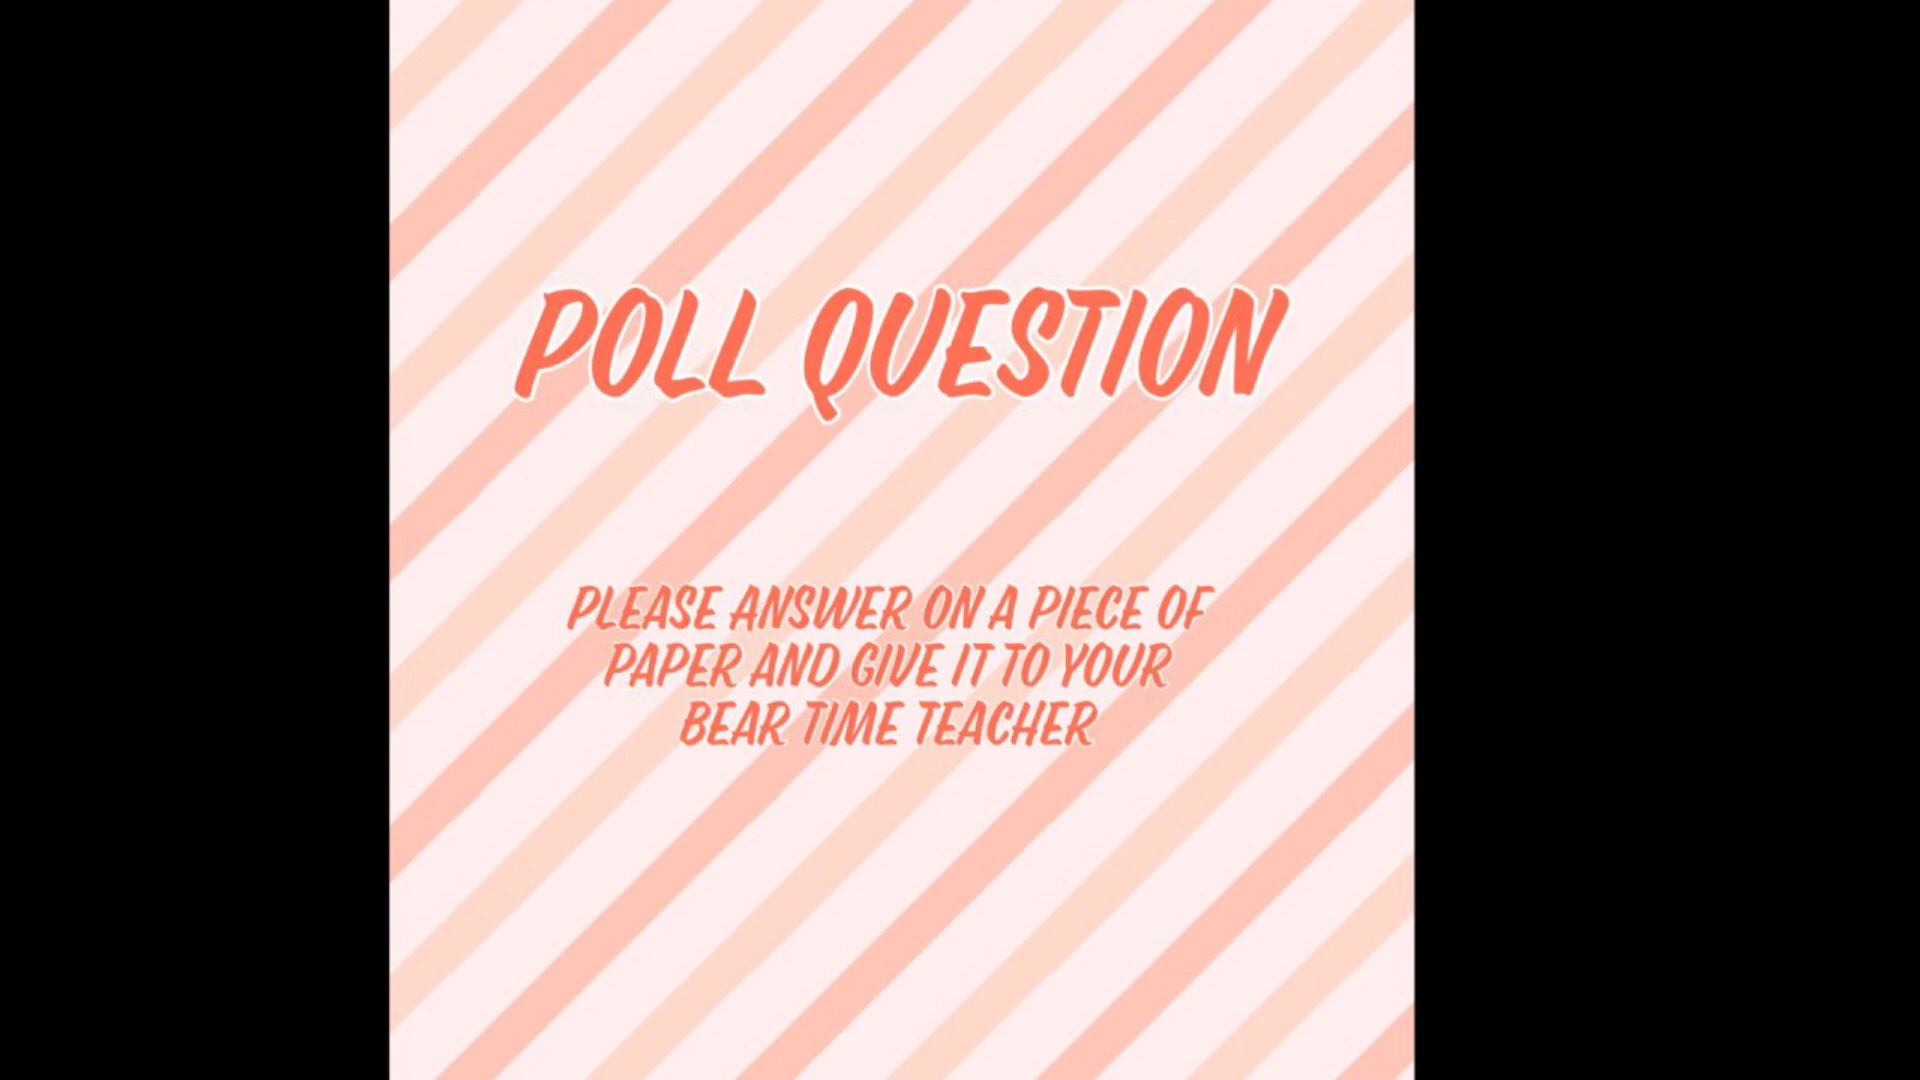 POLL QUESTION
PLEASE ANSWER ON A PIECE OF
PAPER AND GIVE IT TO YOUR
BEAR TIME TEACHER